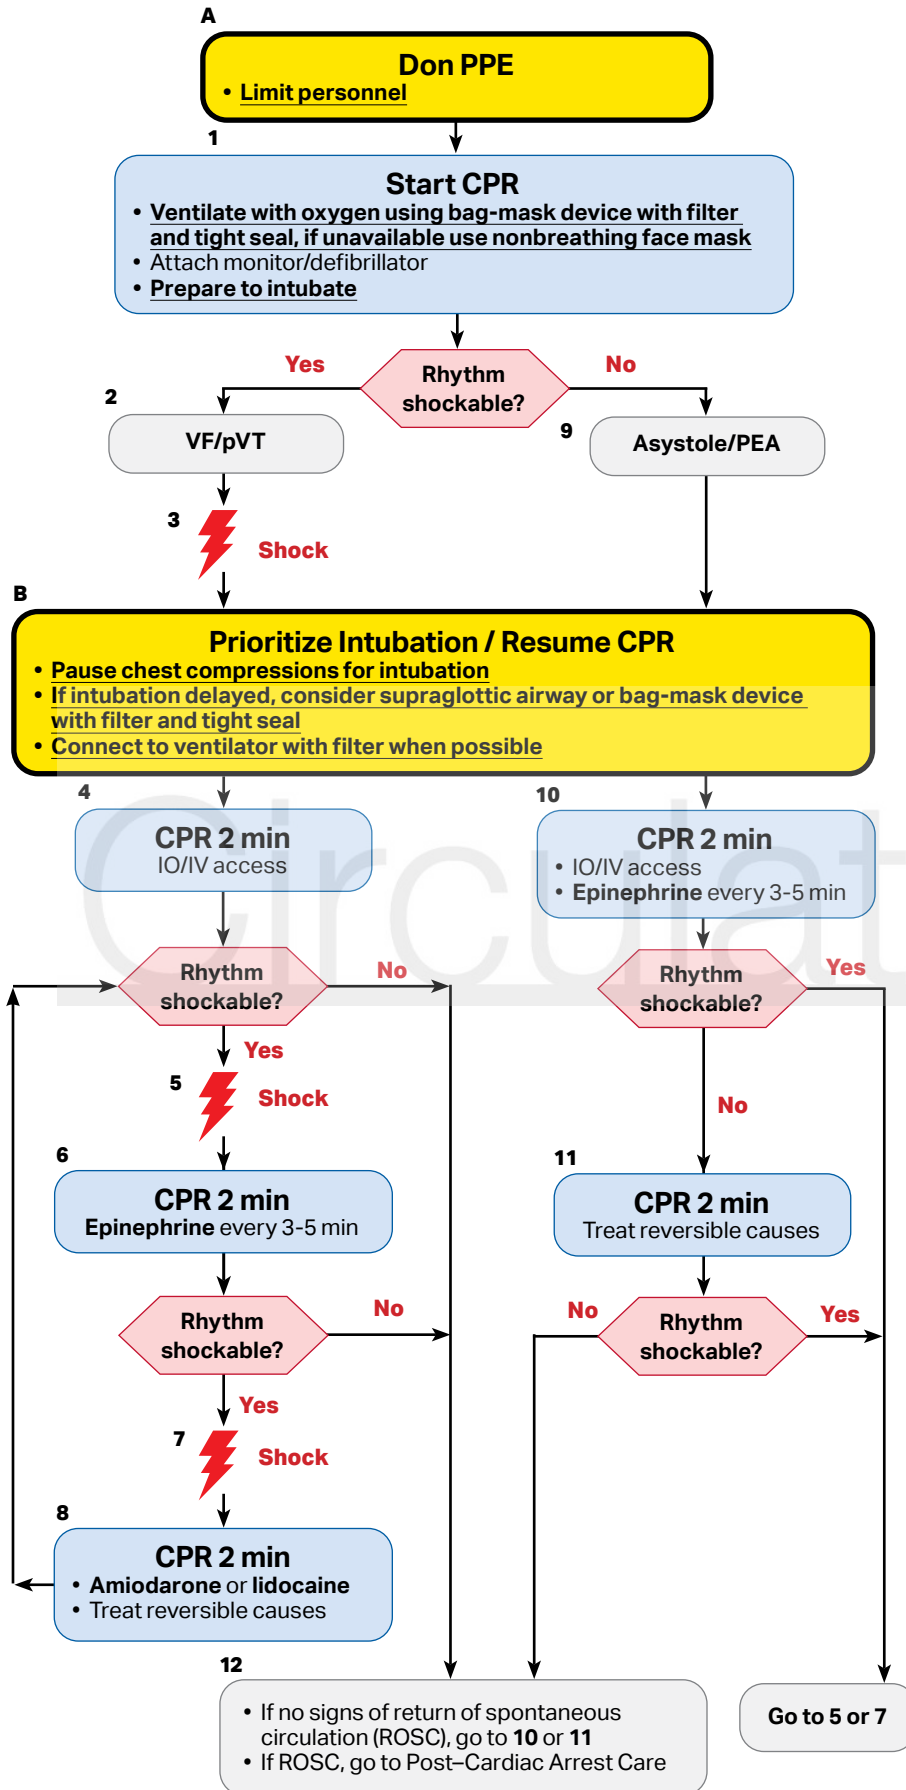 A
Don PPE
• Limit personnel
1
Start CPR
• Ventilate with oxygen using bag-mask device with filter
and tight seal, if unavailable use nonbreathing face mask
• Attach monitor/defibrillator
• Prepare to intubate
Rhythm
shockable?
Yes
No
2
VF/pVT
9
Asystole/PEA
3
Shock
B
Prioritize Intubation / Resume CPR
• Pause chest compressions for intubation
• If intubation delayed, consider supraglottic airway or bag-mask device
with filter and tight seal
• Connect to ventilator with filter when possible
4
CPR 2 min
IO/IV access
10
CPR 2 min
• IO/IV access
• Epinephrine every 3-5 min
Rhythm
shockable?
No
Yes
Rhythm
shockable?
Yes
No
5
Shock
6
CPR 2 min
Epinephrine every 3-5 min
11
CPR 2 min
Treat reversible causes
Rhythm
shockable?
No
Yes
No
Rhythm
shockable?
Yes
7
Shock
8
CPR 2 min
• Amiodarone or lidocaine
• Treat reversible causes
12
• If no signs of return of spontaneous
circulation (ROSC), go to 10 or 11
• If ROSC, go to Post–Cardiac Arrest Care
Go to 5 or 7
Circulat